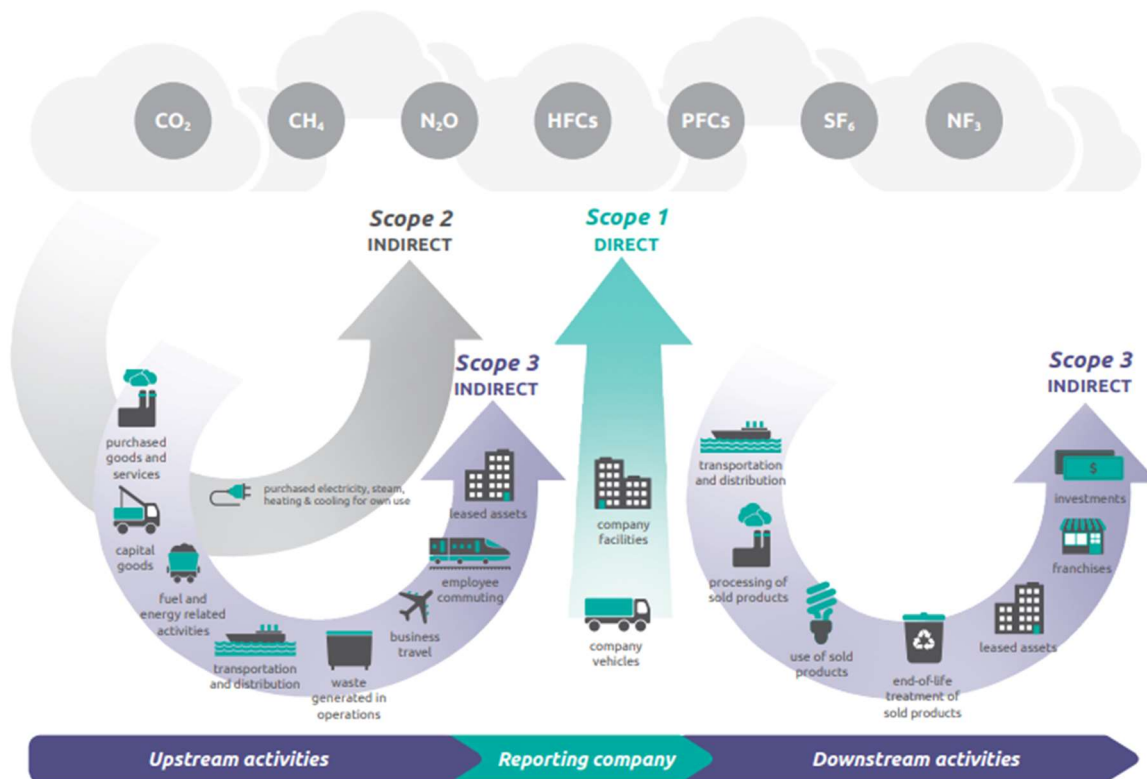 CO₂
CH₄
N₂O
HFCs
PFCs
SF₆
NF₃
Scope 2
INDIRECT
Scope 1
DIRECT
Scope 3
INDIRECT
Scope 3
INDIRECT
purchased
goods and
services
capital
goods
fuel and
energy related
activities
transportation
and distribution
waste
generated in
operations
business
travel
employee
commuting
leased assets
purchased electricity, steam,
heating & cooling for own use
company
facilities
company
vehicles
transportation
and distribution
processing of
sold products
use of sold
products
end-of-life
treatment of
sold products
leased assets
franchises
$
investments
Upstream activities
Reporting company
Downstream activities